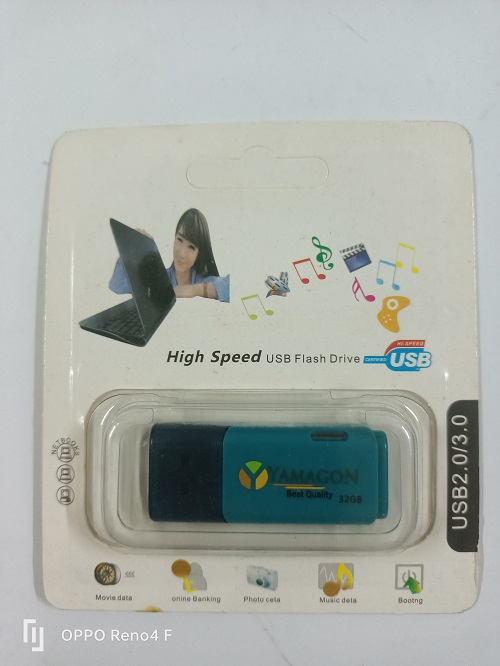 High Speed USB Flash Drive
HI-SPEED
CERTIFIED
USB
NETBOOKS
YAMAGON
Best Quality
32GB
USB2.0/3.0
Movie data
onine Banking
Photo ceta
Music deta
Bootng
OPPO Reno4 F